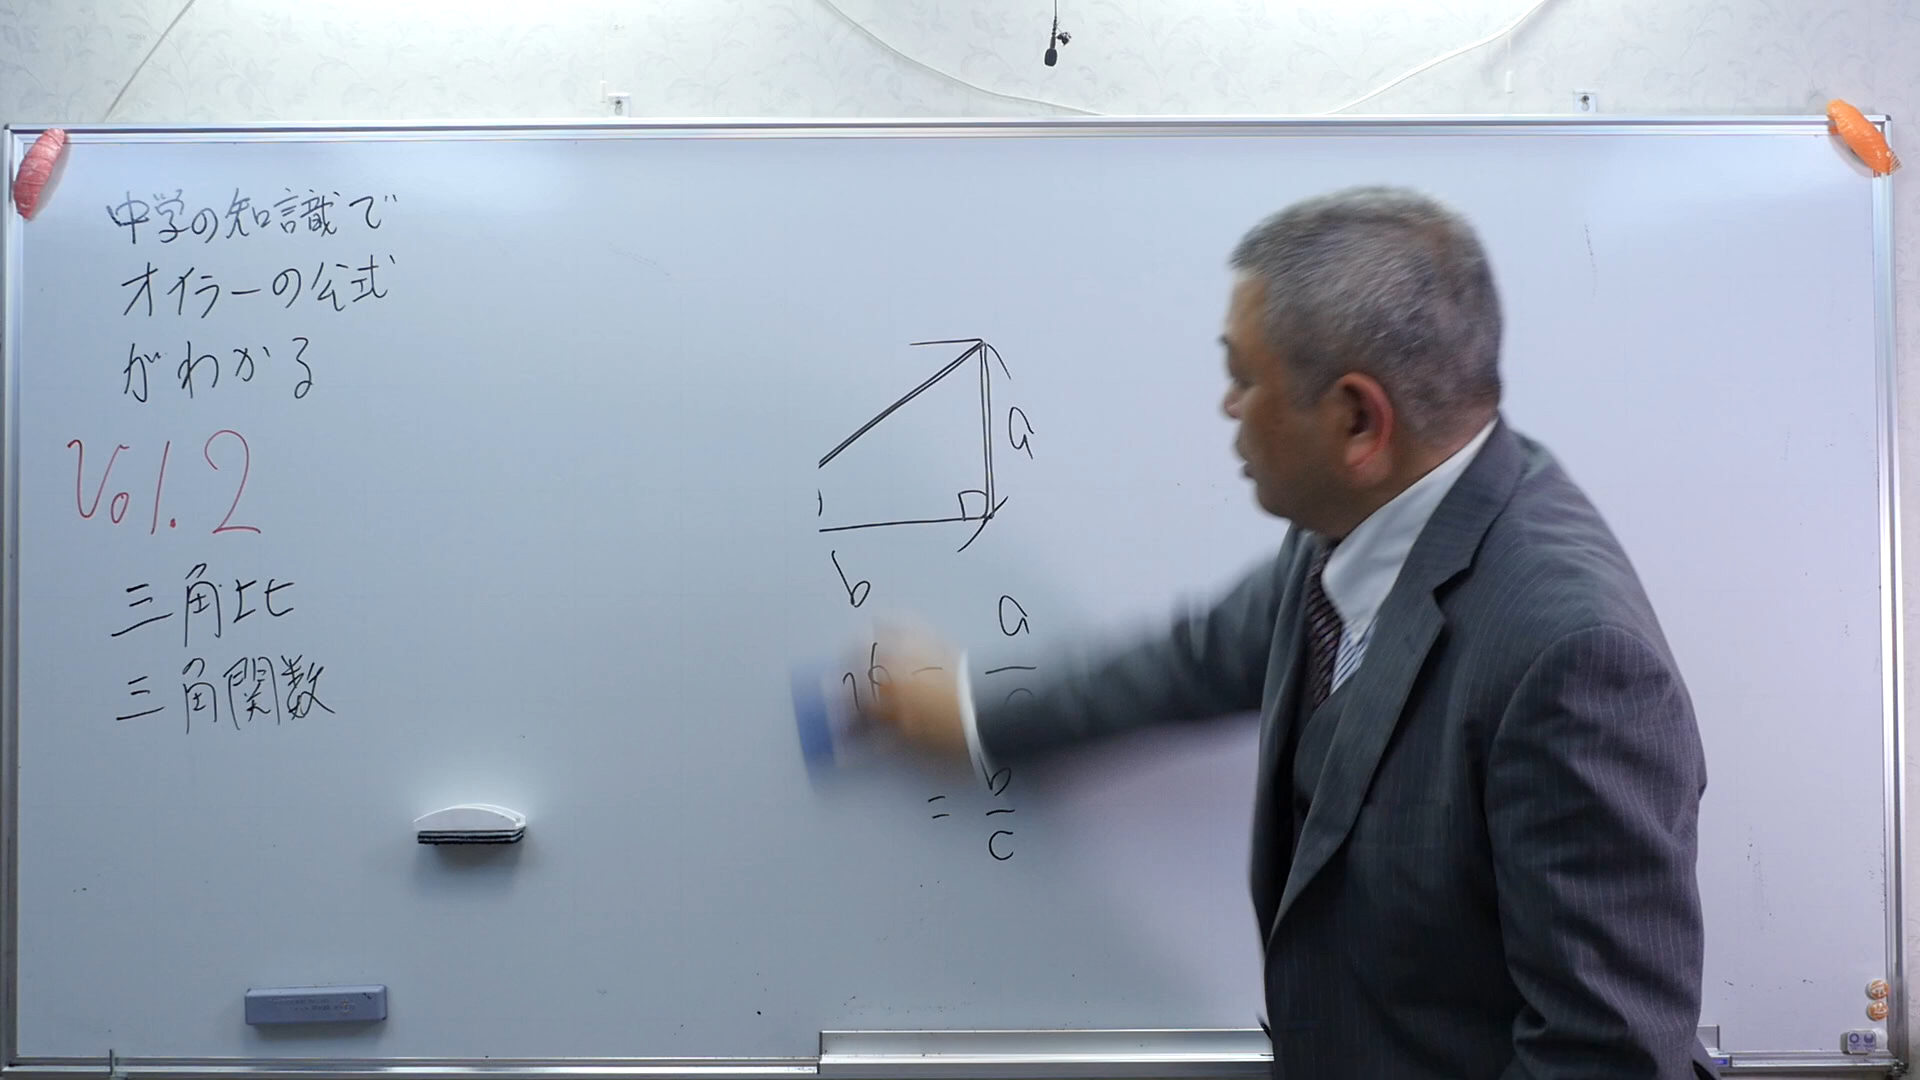 中学の知識で
オイラーの公式
がわかる
Vol.2
三角比
三角関数
a
b
a
= b/c